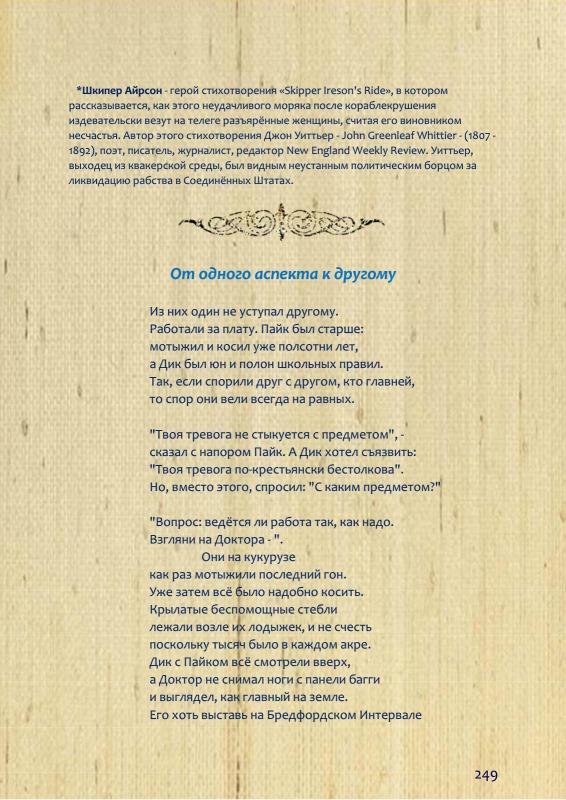 *Шкипер Айрсон - герой стихотворения «Skipper Ireson's Ride», в котором
рассказывается, как этого неудачливого моряка после кораблекрушения
издевательски везут на телеге разъярённые женщины, считая его виновником
несчастья. Автор этого стихотворения Джон Уиттьер - John Greenleaf Whittier - (1807 -
1892), поэт, писатель, журналист, редактор New England Weekly Review. Уиттьер,
выходец из квакерской среды, был видным неустанным политическим борцом за
ликвидацию рабства в Соединённых Штатах.
От одного аспекта к другому
Из них один не уступал другому.
Работали за плату. Пайк был старше:
мотыжил и косил уже полсотни лет,
а Дик был юн и полон школьных правил.
Так, если спорили друг с другом, кто главней,
то спор они вели всегда на равных.
"Твоя тревога не стыкуется с предметом", -
сказал с напором Пайк. А Дик хотел съязвить:
"Твоя тревога по-крестьянски бестолкова".
Но, вместо этого, спросил: "С каким предметом?"
"Вопрос: ведётся ли работа так, как надо.
Взгляни на Доктора - ".
Они на кукурузе
как раз мотыжили последний гон.
Уже затем всё было надобно косить.
Крылатые беспомощные стебли
лежали возле их лодыжек, и не счесть
поскольку тысяч было в каждом акре.
Дик с Пайком всё смотрели вверх,
а Доктор не снимал ноги с панели багги
и выглядел, как главный на земле.
Его хоть выставь на Бредфордском Интервале
249